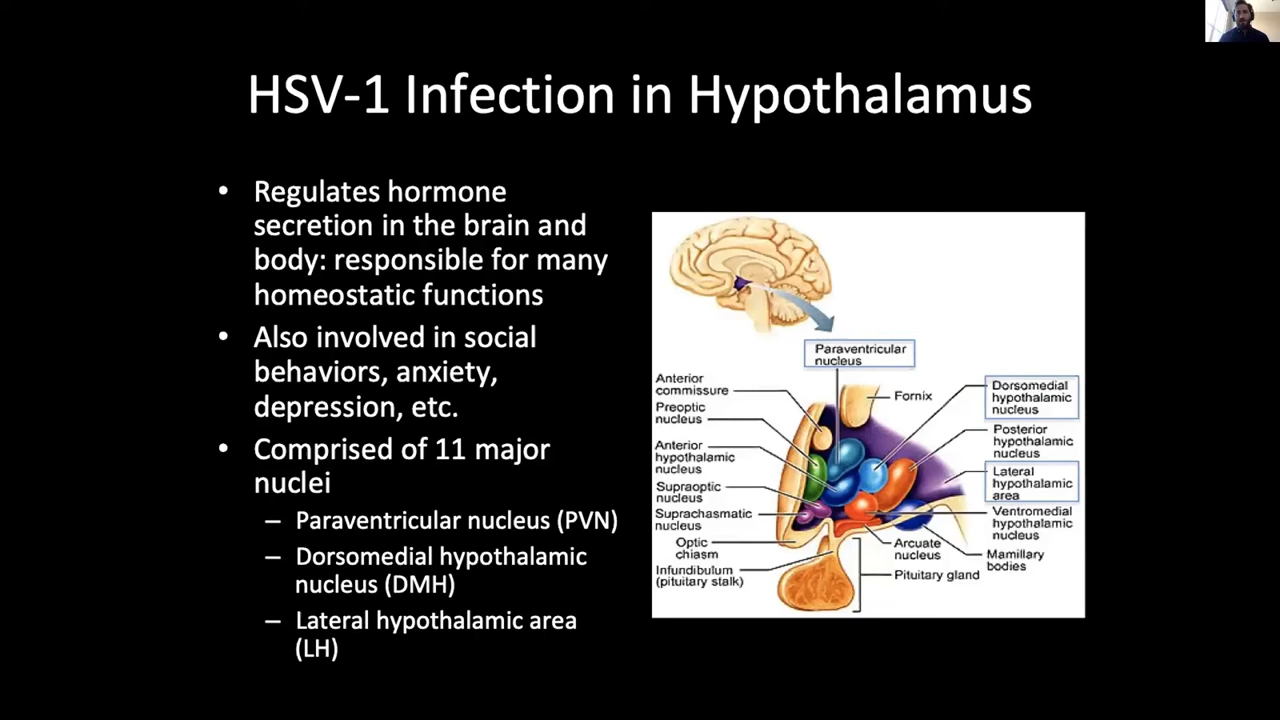 HSV-1 Infection in Hypothalamus
• Regulates hormone
secretion in the brain and
body: responsible for many
homeostatic functions
• Also involved in social
behaviors, anxiety,
depression, etc.
• Comprised of 11 major
nuclei
– Paraventricular nucleus (PVN)
– Dorsomedial hypothalamic
nucleus (DMH)
– Lateral hypothalamic area
(LH)
Paraventricular
nucleus
Anterior
commissure
Preoptic
nucleus
Anterior
hypothalamic
nucleus
Supraoptic
nucleus
Suprachasmatic
nucleus
Optic
chiasm
Infundibulum
(pituitary stalk)
Fornix
Dorsomedial
hypothalamic
nucleus
Posterior
hypothalamic
nucleus
Lateral
hypothalamic
area
Ventromedial
hypothalamic
nucleus
Arcuate
nucleus
Mamillary
bodies
Pituitary gland